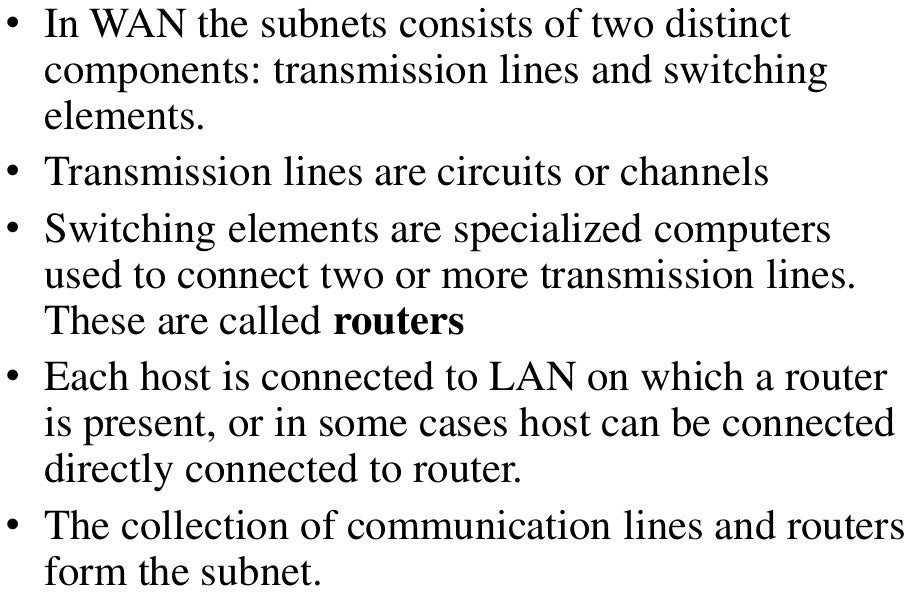 • In WAN the subnets consists of two distinct
components: transmission lines and switching
elements.
• Transmission lines are circuits or channels
• Switching elements are specialized computers
used to connect two or more transmission lines.
These are called routers
• Each host is connected to LAN on which a router
is present, or in some cases host can be connected
directly connected to router.
• The collection of communication lines and routers
form the subnet.